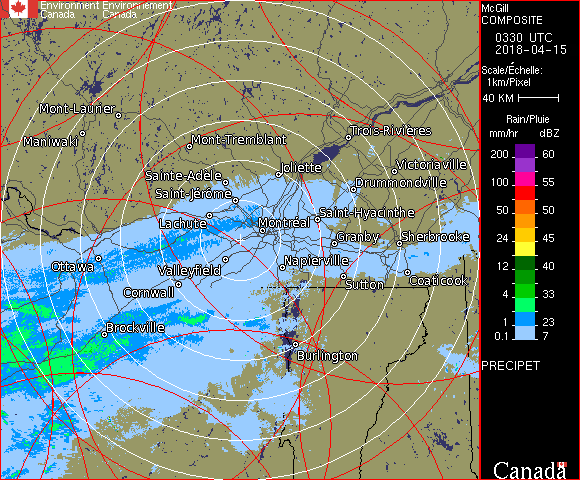 Environment Environnement
Canada Canada
McGill
COMPOSITE
0330 UTC
2018-04-15
Scale/Échelle:
1km/Pixel
40 KM
Rain/Pluie
mm/hr dBZ
200 60
100 55
50 50
24 45
12 40
4 33
1 23
0.1 7
PRECIPET
Canada
Mont-Laurier
Trois-Rivières
Maniwaki
Mont-Tremblant
Joliette
Victoriaville
Sainte-Adèle
Drummondville
Saint-Jérôme
Saint-Hyacinthe
Lachute
Montréal
Granby
Sherbrooke
Ottawa
Valleyfield
Napierville
Cornwall
Sutton
Coaticook
Brockville
Burlington